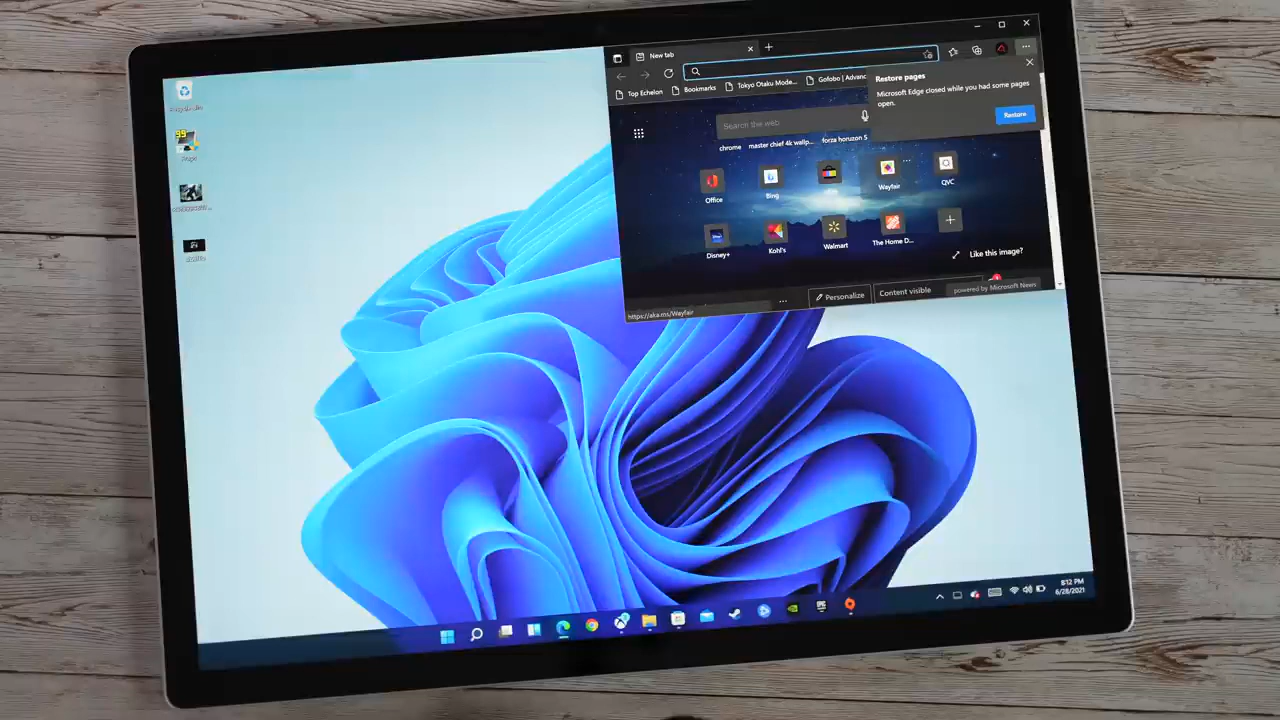 New tab
Restore pages
Microsoft Edge closed while you had some pages
open.
Restore
Top Echelon
Bookmarks
Tokyo Otaku Mode...
Gofobo | Advanc
Search the web
chrome
master chief 4k wallp...
forza horizon 5
Office
Bing
Wayfair
QVC
Disney+
Kohl's
Walmart
The Home D...
Like this image?
Personalize
Content visible
powered by Microsoft News
https://aka.ms/Wayfair
99
8:12 PM
6/28/2021